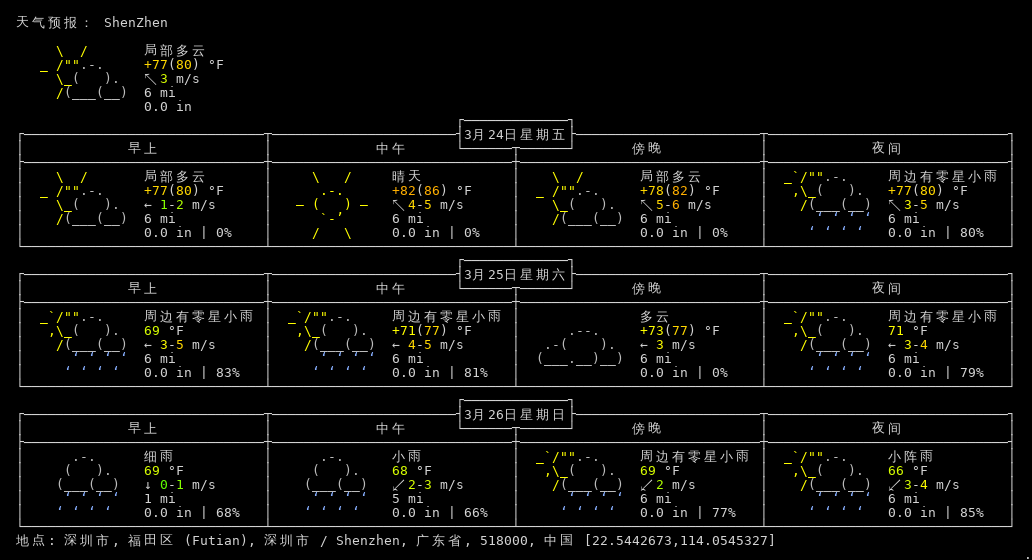 天气预报： ShenZhen
局部多云
+77(80) °F
↖ 3 m/s
6 mi
0.0 in
3月24日星期五
早上 中午 傍晚 夜间
局部多云 晴天 局部多云 周边有零星小雨
+77(80) °F +82(86) °F +78(82) °F +77(80) °F
← 1-2 m/s ↖ 4-5 m/s ↖ 5-6 m/s ↖ 3-5 m/s
6 mi 6 mi 6 mi 6 mi
0.0 in | 0% 0.0 in | 0% 0.0 in | 0% 0.0 in | 80%
3月25日星期六
早上 中午 傍晚 夜间
周边有零星小雨 周边有零星小雨 多云 周边有零星小雨
69 °F +71(77) °F +73(77) °F 71 °F
← 3-5 m/s ← 4-5 m/s ← 3 m/s ← 3-4 m/s
6 mi 6 mi 6 mi 6 mi
0.0 in | 83% 0.0 in | 81% 0.0 in | 0% 0.0 in | 79%
3月26日星期日
早上 中午 傍晚 夜间
细雨 小雨 周边有零星小雨 小阵雨
69 °F 68 °F 69 °F 66 °F
↓ 0-1 m/s ↙ 2-3 m/s ↙ 2 m/s ↙ 3-4 m/s
1 mi 5 mi 6 mi 6 mi
0.0 in | 68% 0.0 in | 66% 0.0 in | 77% 0.0 in | 85%
地点: 深圳市, 福田区 (Futian), 深圳市 / Shenzhen, 广东省, 518000, 中国 [22.5442673,114.0545327]